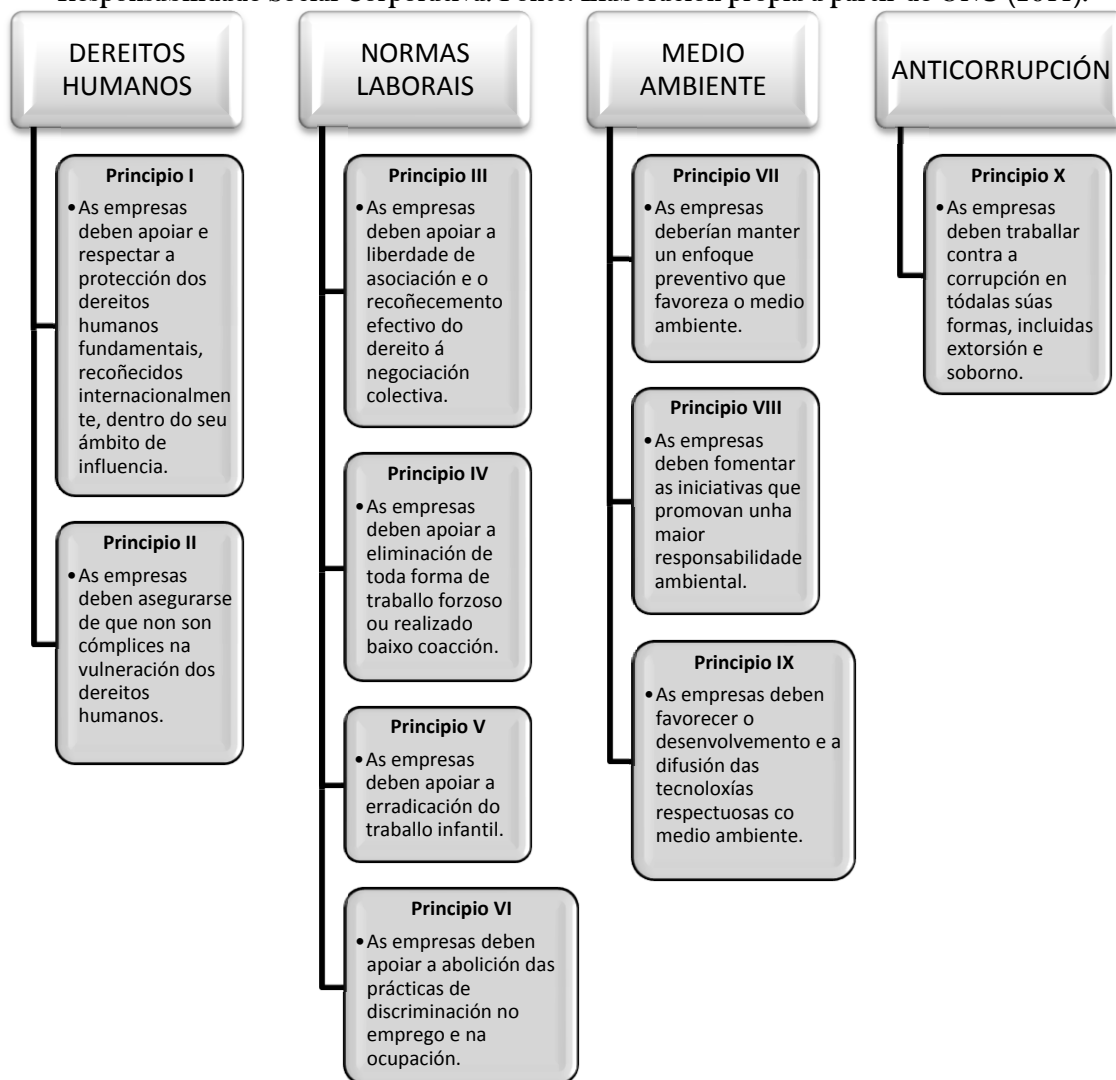 Responsabilidade Social Corporativa. Fonte: Elaboración propia a partir de
DEREITOS
HUMANOS
Principio I
•As empresas
deben apoiar e
respectar a
protección dos
dereitos
humanos
fundamentais,
recoñecidos
internacionalmen
te, dentro do seu
ámbito de
influencia.
Principio II
•As empresas
deben asegurarse
de que non son
cómplices na
vulneración dos
dereitos
humanos.
NORMAS
LABORAIS
Principio III
•As empresas
deben apoiar a
liberdade de
asociación e o
recoñecemento
efectivo do
dereito á
negociación
colectiva.
Principio IV
•As empresas
deben apoiar a
eliminación de
toda forma de
traballo forzoso
ou realizado
baixo coacción.
Principio V
•As empresas
deben apoiar a
erradicación do
traballo infantil.
Principio VI
•As empresas deben
apoiar a abolición das
prácticas de
discriminación no
emprego e na
ocupación.
MEDIO
AMBIENTE
Principio VII
•As empresas
deberían manter
un enfoque
preventivo que
favoreza o medio
ambiente.
Principio VIII
•As empresas
deben fomentar
as iniciativas que
promovan unha
maior
responsabilidade
ambiental.
Principio IX
•As empresas deben
favorecer o
desenvolvemento e a
difusión das
tecnoloxías
respectuosas co
medio ambiente.
ANTICORRUPCIÓN
Principio X
•As empresas
deben traballar
contra a
corrupción en
tódalas súas
formas, incluidas
extorsión e
soborno.